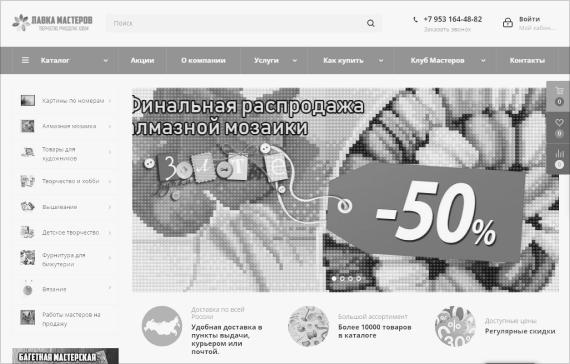 ЛАВКА МАСТЕРОВ
ТВОРЧЕСТВО, РУКОДЕЛИЕ, ХОББИ
Поиск
+7 953 164-48-82
Заказать звонок
Войти
Мой кабин...
Каталог
Акции
О компании
Услуги
Как купить
Клуб Мастеров
Контакты
Картины по номерам
Алмазная мозаика
Товары для
художников
Творчество и хобби
Вышивание
Детское творчество
Фурнитура для
бижутерии
Вязание
Работы мастеров на
продажу
БАГЕТНАЯ МАСТЕРСКАЯ
Финальная распродажа
алмазной мозаики
-50%
0
0
0
Доставка по всей
России
Удобная доставка в
пункты выдачи,
курьером или
почтой.
Большой ассортимент
Более 10000 товаров
в каталоге
Доступные цены
Регулярные скидки